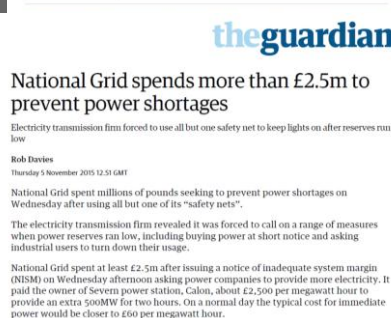 theguardian
National Grid spends more than £2.5m to
prevent power shortages
Electricity transmission firm forced to use all but one safety net to keep lights on after reserves run
low
Rob Davies
Thursday 5 November 2015 12.51 GMT
National Grid spent millions of pounds seeking to prevent power shortages on
Wednesday after using all but one of its “safety nets”.
The electricity transmission firm revealed it was forced to call on a range of measures
when power reserves ran low, including buying power at short notice and asking
industrial users to turn down their usage.
National Grid spent at least £2.5m after issuing a notice of inadequate system margin
(NISM) on Wednesday afternoon asking power companies to provide more electricity. It
paid the owner of Severn power station, Calon, about £2,500 per megawatt hour to
provide an extra 500MW for two hours. On a normal day the typical cost for immediate
power would be closer to £60 per megawatt hour.